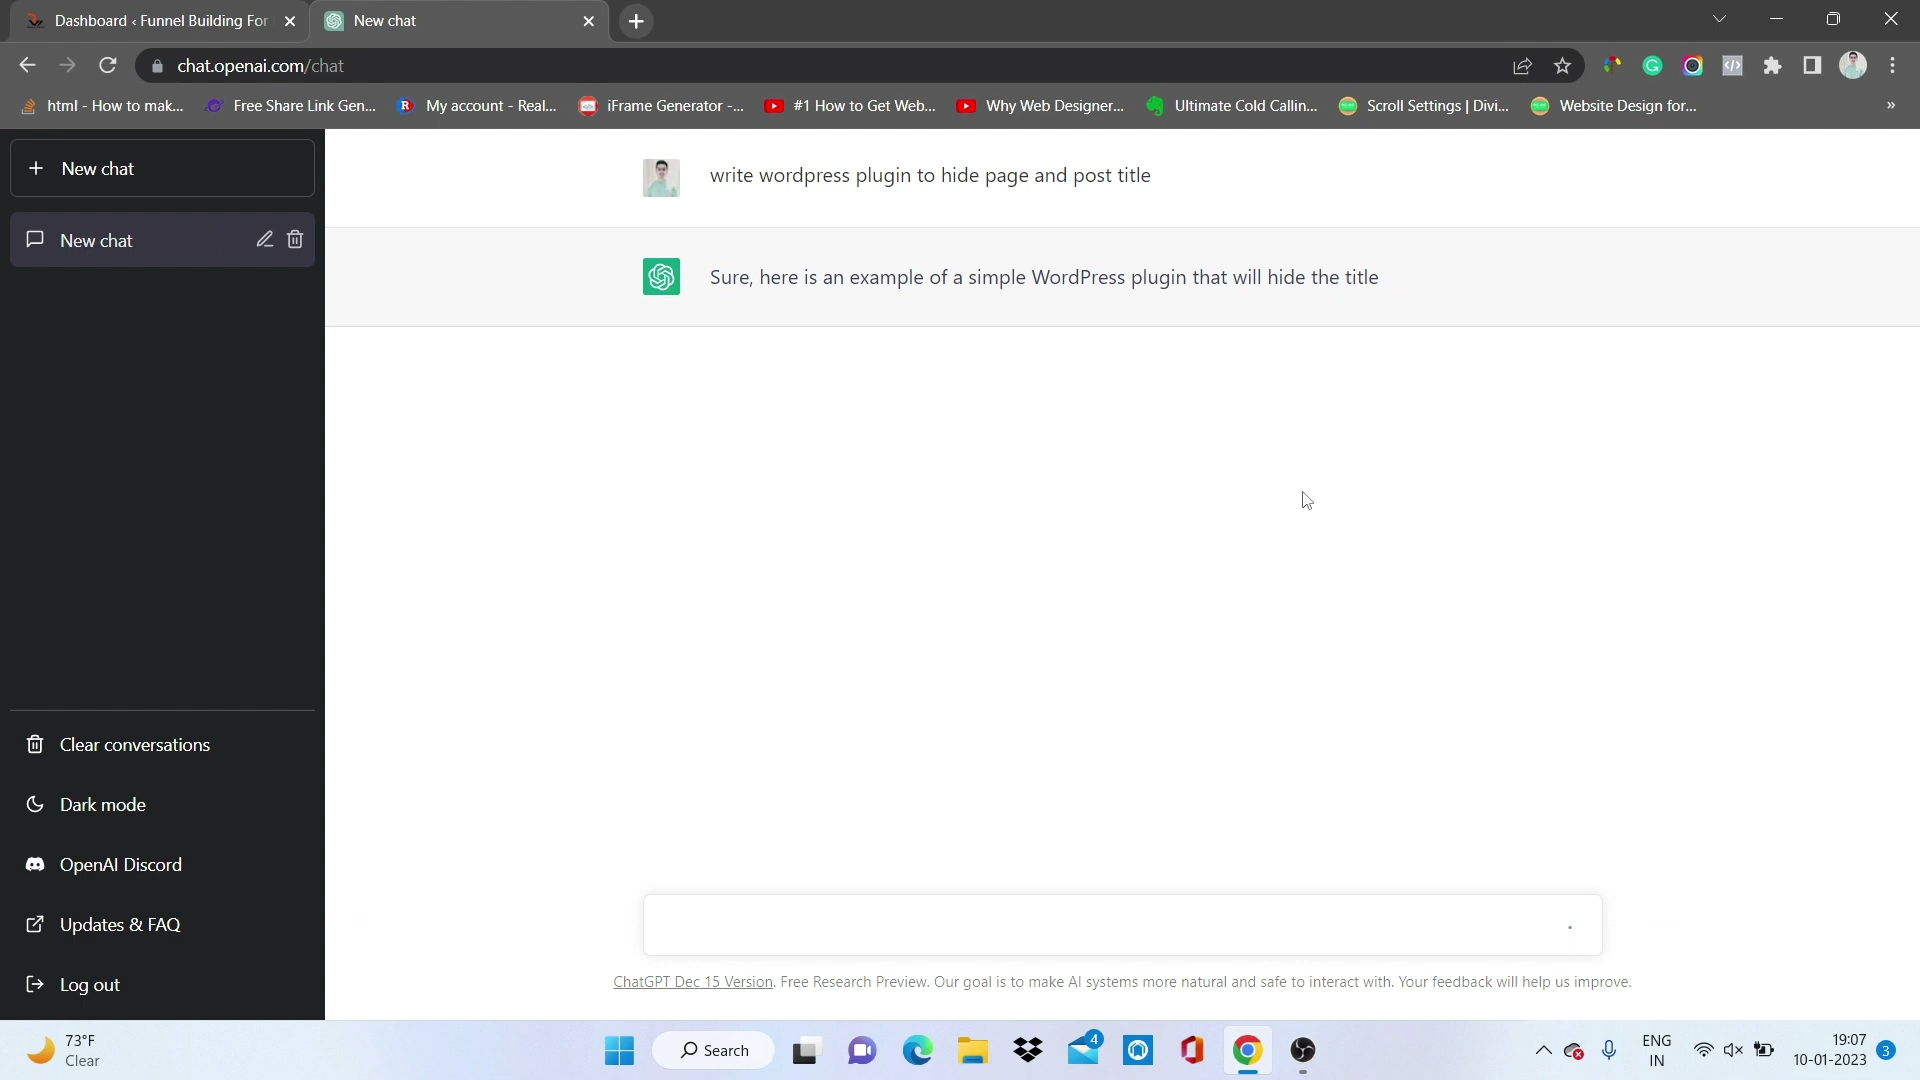 Dashboard ‹ Funnel Building For
New chat
chat.openai.com/chat
html - How to mak...
Free Share Link Gen...
My account - Real...
iFrame Generator -...
#1 How to Get Web...
Why Web Designer...
Ultimate Cold Callin...
Scroll Settings | Divi...
Website Design for...
»
New chat
New chat
write wordpress plugin to hide page and post title
Sure, here is an example of a simple WordPress plugin that will hide the title
Clear conversations
Dark mode
OpenAI Discord
Updates & FAQ
Log out
ChatGPT Dec 15 Version. Free Research Preview. Our goal is to make AI systems more natural and safe to interact with. Your feedback will help us improve.
73°F
Clear
Search
4
ENG
IN
19:07
10-01-2023
3